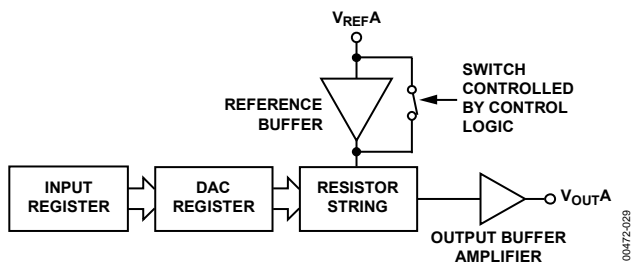 VREFA
REFERENCE
BUFFER
SWITCH
CONTROLLED
BY CONTROL
LOGIC
INPUT
REGISTER
DAC
REGISTER
RESISTOR
STRING
VOUTA
OUTPUT BUFFER
AMPLIFIER
00472-029